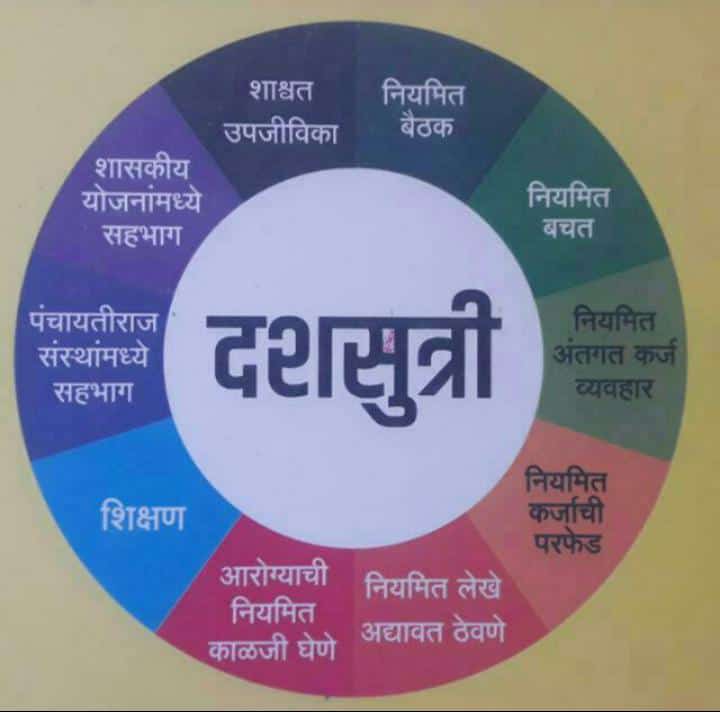 दशसुत्री
नियमित
बैठक
नियमित
बचत
नियमित
अंतगत कर्ज
व्यवहार
नियमित
कर्जाची
परफेड
नियमित लेखे
अद्यावत ठेवणे
आरोग्याची
नियमित
काळजी घेणे
शिक्षण
पंचायतीराज
संस्थांमध्ये
सहभाग
शासकीय
योजनांमध्ये
सहभाग
शाश्वत
उपजीविका